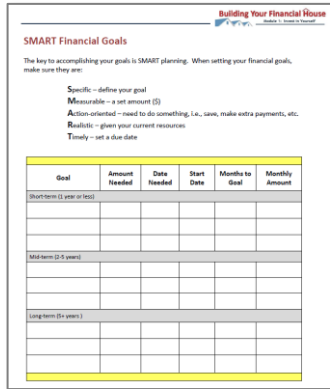 Building Your Financial House
Module 1: Invest in Yourself
SMART Financial Goals
The key to accomplishing your goals is SMART planning. When setting your financial goals,
make sure they are:
Specific – define your goal
Measurable – a set amount ($)
Action-oriented – need to do something, i.e., save, make extra payments, etc.
Realistic – given your current resources
Timely – set a due date
Goal Amount Needed Date Needed Start Date Months to Goal Monthly Amount
Short-term (1 year or less)
Mid-term (2-5 years)
Long-term (5+ years )